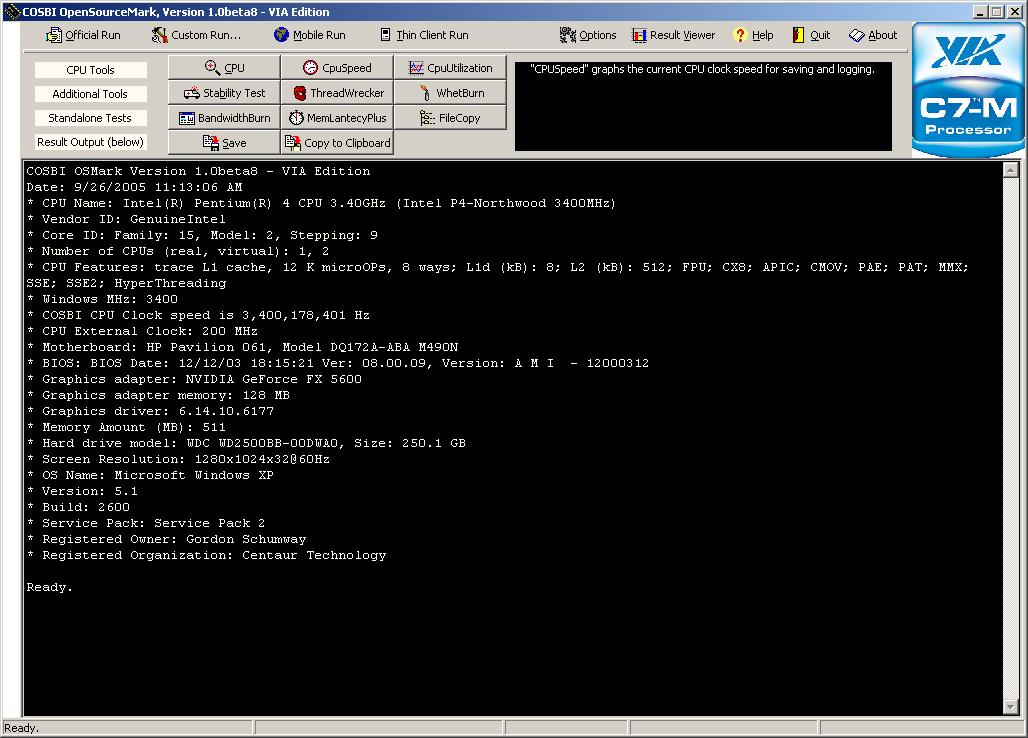 COSBI OpenSourceMark, Version 1.0beta8 - VIA Edition
Official Run Custom Run... Mobile Run Thin Client Run Options Result Viewer Help Quit About
CPU Tools CPU CpuSpeed CpuUtilization
Additional Tools Stability Test ThreadWrecker WhetBurn
Standalone Tests BandwidthBurn MemLantecyPlus FileCopy
Result Output (below) Save Copy to Clipboard
"CPUSpeed" graphs the current CPU clock speed for saving and logging.
VIA
C7-M
Processor
COSBI OSMark Version 1.0beta8 - VIA Edition
Date: 9/26/2005 11:13:06 AM
* CPU Name: Intel(R) Pentium(R) 4 CPU 3.40GHz (Intel P4-Northwood 3400MHz)
* Vendor ID: GenuineIntel
* Core ID: Family: 15, Model: 2, Stepping: 9
* Number of CPUs (real, virtual): 1, 2
* CPU Features: trace L1 cache, 12 K microOPs, 8 ways; L1d (kB): 8; L2 (kB): 512; FPU; CX8; APIC; CMOV; PAE; PAT; MMX;
SSE; SSE2; HyperThreading
* Windows MHz: 3400
* COSBI CPU Clock speed is 3,400,178,401 Hz
* CPU External Clock: 200 MHz
* Motherboard: HP Pavilion 061, Model DQ172A-ABA M490N
* BIOS: BIOS Date: 12/12/03 18:15:21 Ver: 08.00.09, Version: A M I  - 12000312
* Graphics adapter: NVIDIA GeForce FX 5600
* Graphics adapter memory: 128 MB
* Graphics driver: 6.14.10.6177
* Memory Amount (MB): 511
* Hard drive model: WDC WD2500BB-00DWA0, Size: 250.1 GB
* Screen Resolution: 1280x1024x32@60Hz
* OS Name: Microsoft Windows XP
* Version: 5.1
* Build: 2600
* Service Pack: Service Pack 2
* Registered Owner: Gordon Schumway
* Registered Organization: Centaur Technology
Ready.
Ready.